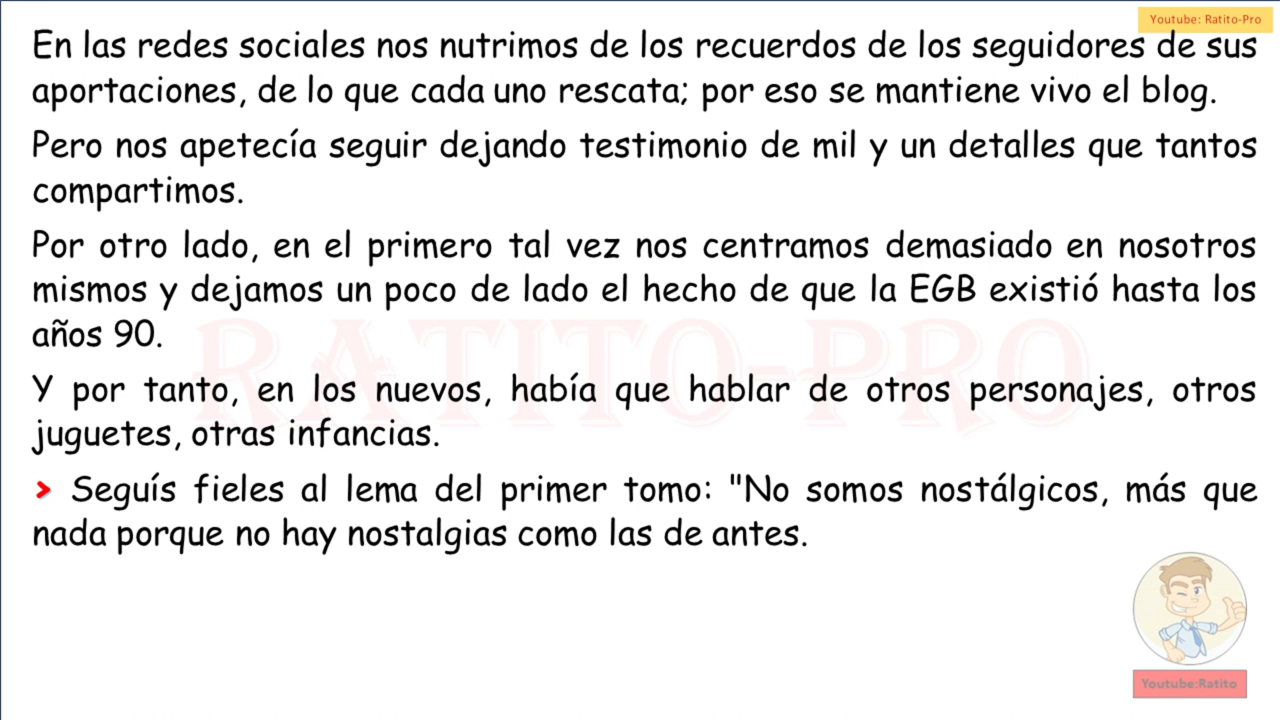 Youtube: Ratito-Pro
En las redes sociales nos nutrimos de los recuerdos de los seguidores de sus
aportaciones, de lo que cada uno rescata; por eso se mantiene vivo el blog.
Pero nos apetecía seguir dejando testimonio de mil y un detalles que tantos
compartimos.
Por otro lado, en el primero tal vez nos centramos demasiado en nosotros
mismos y dejamos un poco de lado el hecho de que la EGB existió hasta los
años 90.
RATITO-PRO
Y por tanto, en los nuevos, había que hablar de otros personajes, otros
juguetes, otras infancias.
> Seguís fieles al lema del primer tomo: "No somos nostálgicos, más que
nada porque no hay nostalgias como las de antes.
Youtube:Ratito